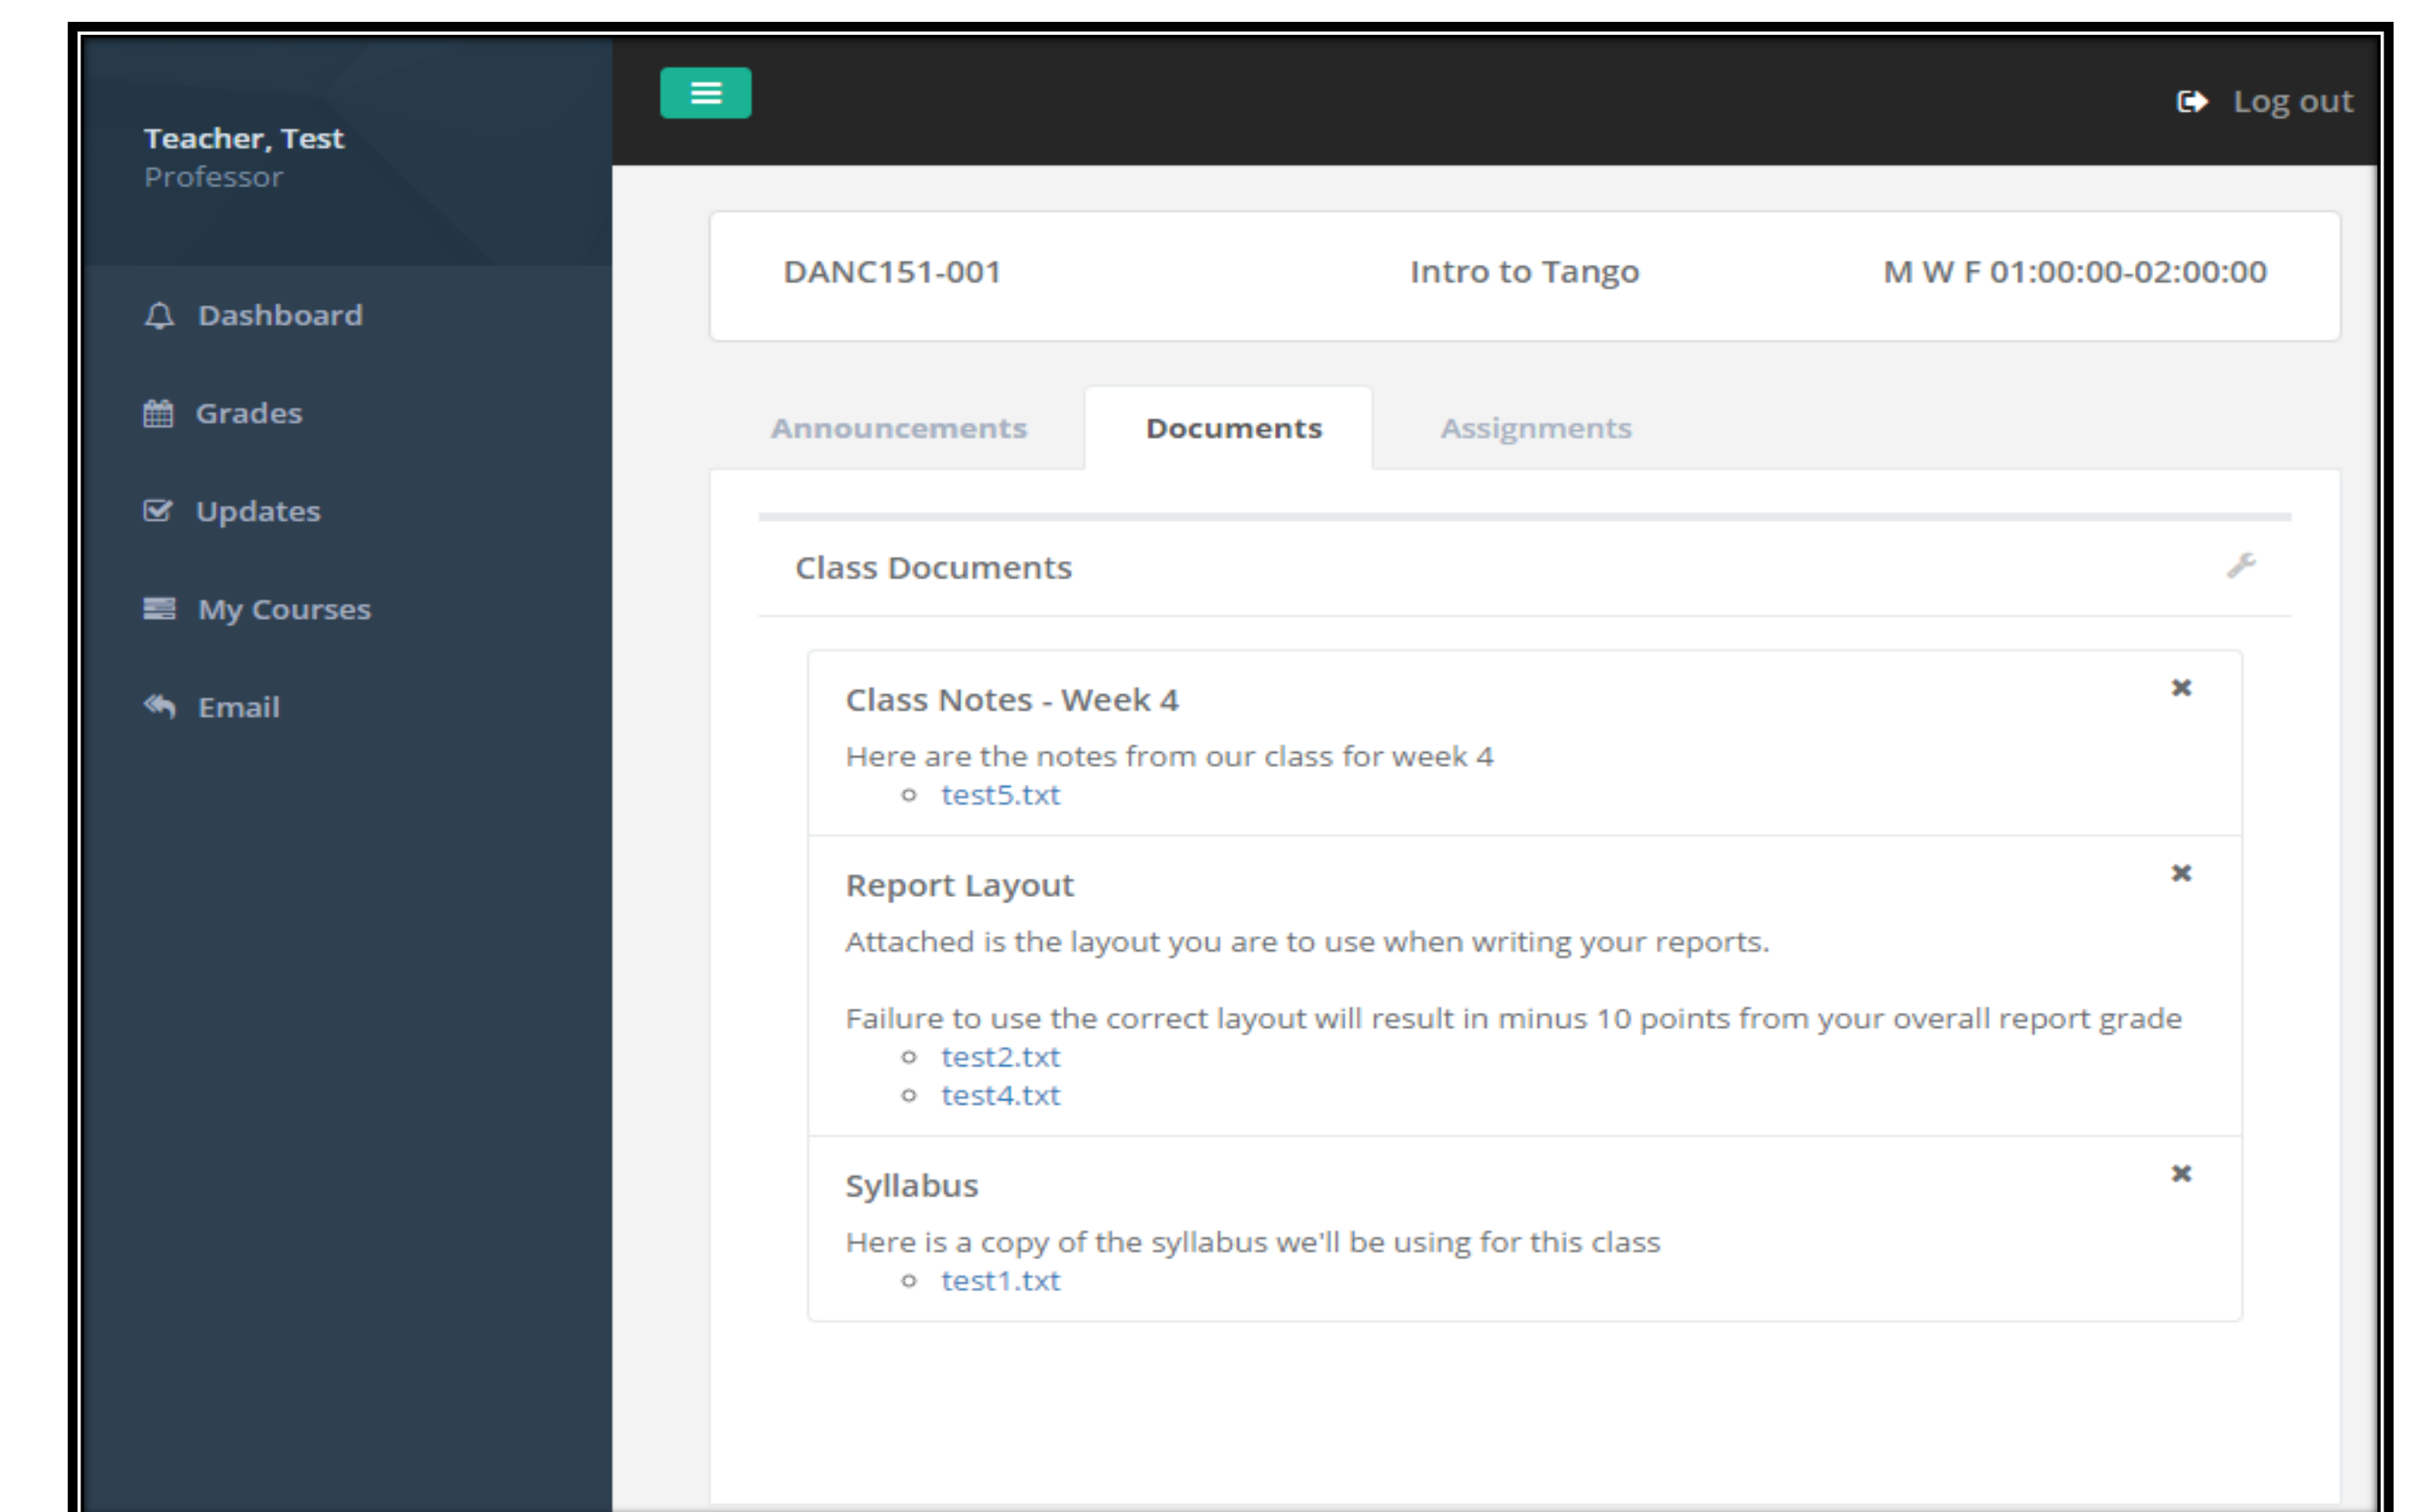 Teacher, Test
Professor
Dashboard
Grades
Updates
My Courses
Email
Log out
DANC151-001 Intro to Tango M W F 01:00:00-02:00:00
Announcements Documents Assignments
Class Documents
Class Notes - Week 4
Here are the notes from our class for week 4
test5.txt
Report Layout
Attached is the layout you are to use when writing your reports.
Failure to use the correct layout will result in minus 10 points from your overall report grade
test2.txt
test4.txt
Syllabus
Here is a copy of the syllabus we'll be using for this class
test1.txt